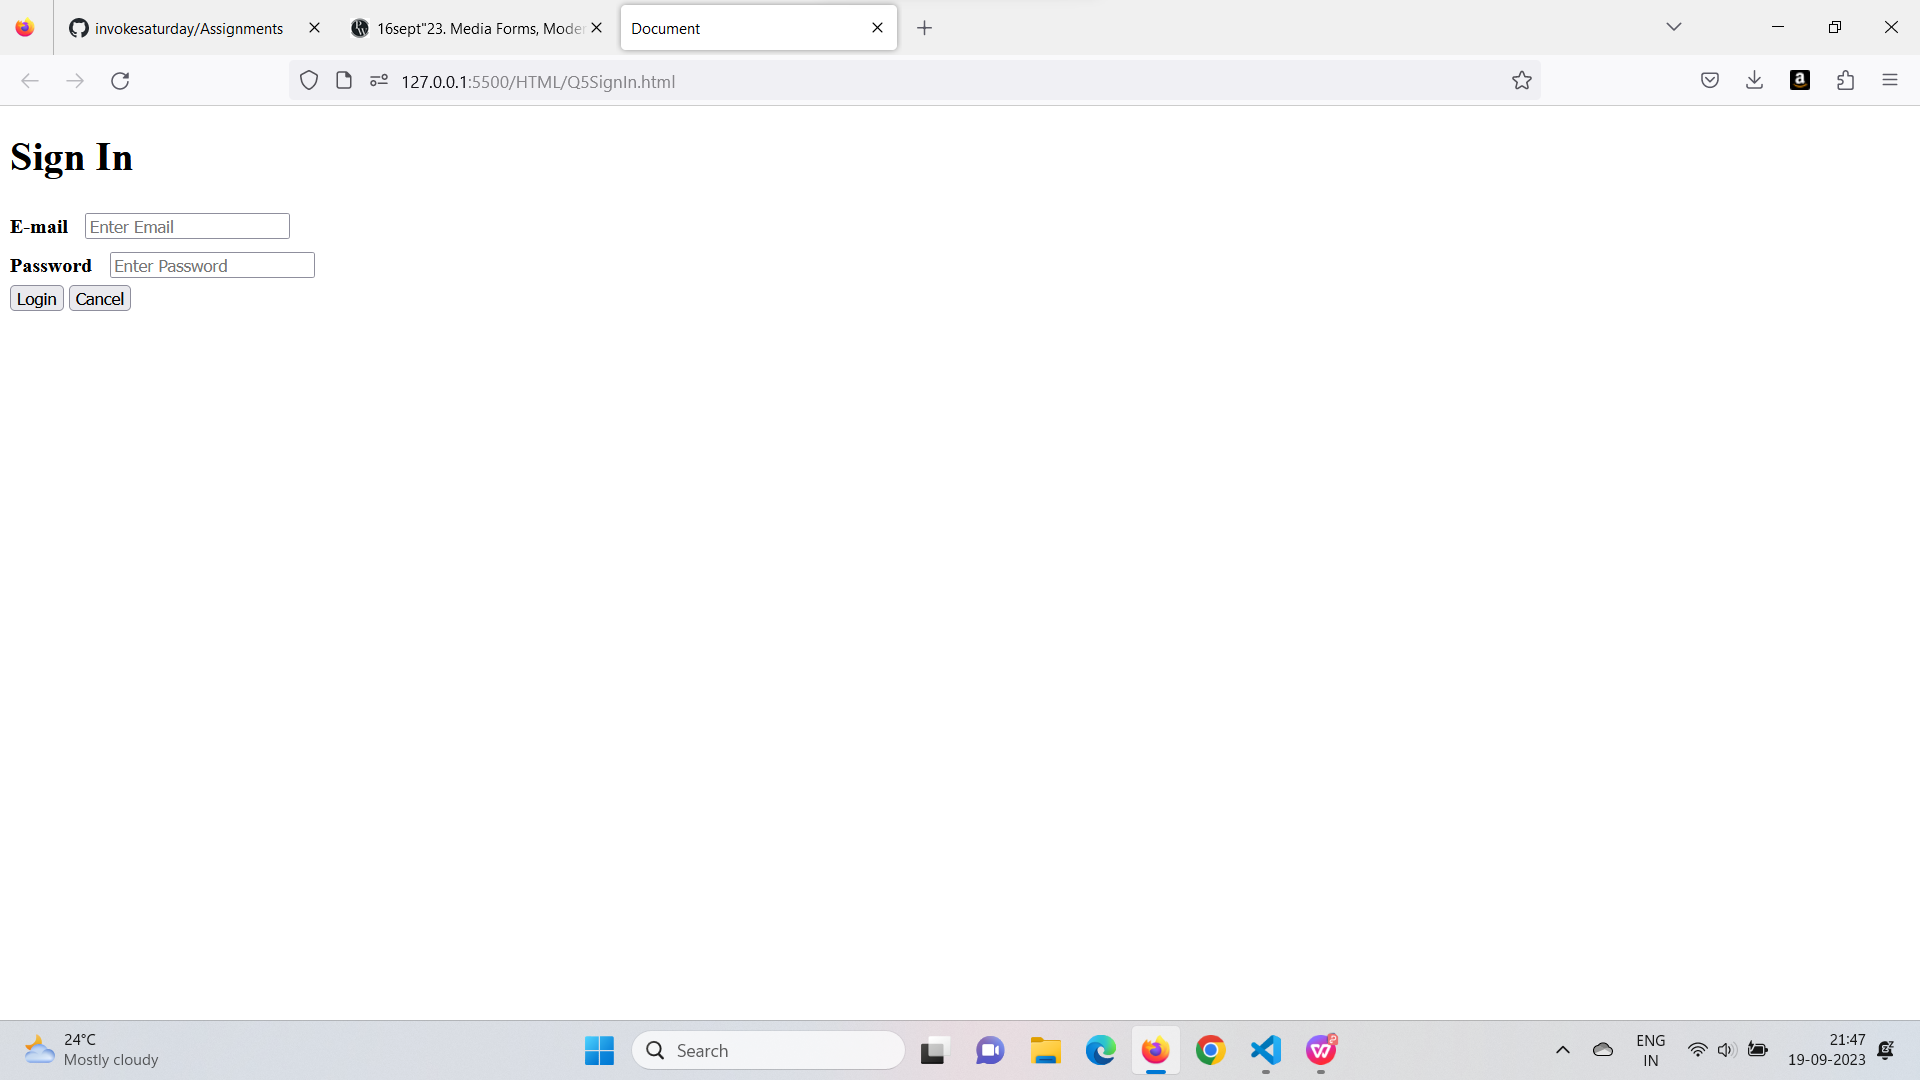 invokesaturday/Assignments
16sept"23. Media Forms, Moder
Document
127.0.0.1:5500/HTML/Q5SignIn.html
Sign In
E-mail Enter Email
Password Enter Password
Login Cancel
24°C
Mostly cloudy
Search
ENG
IN
21:47
19-09-2023